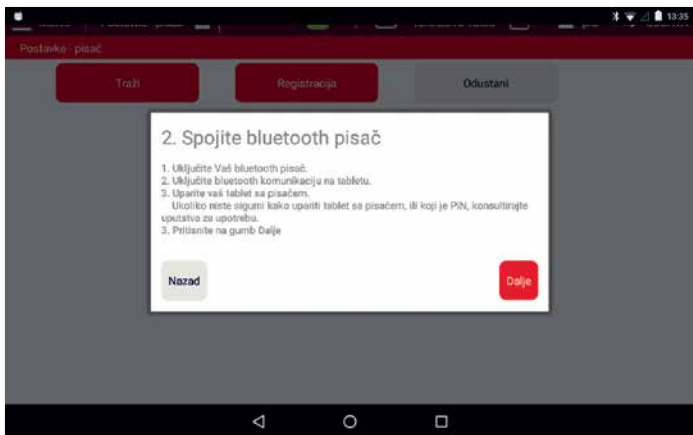 13:35
Postavke - pisač
Traži
Registracija
Odustani
2. Spojite bluetooth pisač
1. Uključite Vaš bluetooth pisač.
2. Uključite bluetooth komunikaciju na tabletu.
3. Uparite vaš tablet sa pisačem.
Ukoliko niste sigurni kako upariti tablet sa pisačem, ili koji je PIN, konsultirajte
uputstva za upotrebu.
3. Pritisnite na gumb Dalje
Nazad
Dalje